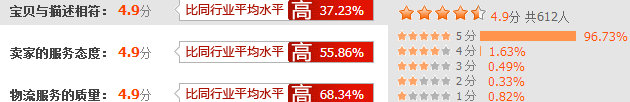 宝贝与描述相符： 4.9分 比同行业平均水平 高 37.23%
卖家的服务态度： 4.9分 比同行业平均水平 高 55.86%
物流服务的质量： 4.9分 比同行业平均水平 高 68.34%
4.9分 共612人
5分 96.73%
4分 1.63%
3分 0.49%
2分 0.33%
1分 0.82%